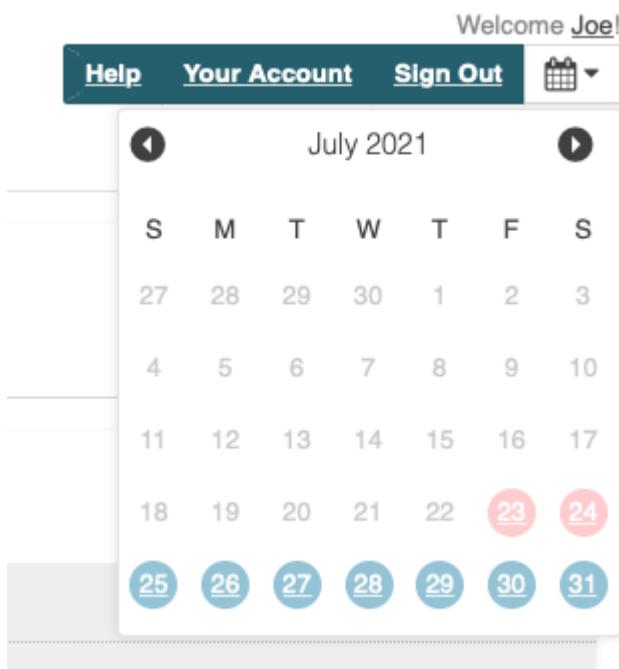 Welcome Joe!
Help Your Account Sign Out
July 2021
S M T W T F S
27 28 29 30 1 2 3
4 5 6 7 8 9 10
11 12 13 14 15 16 17
18 19 20 21 22 23 24
25 26 27 28 29 30 31